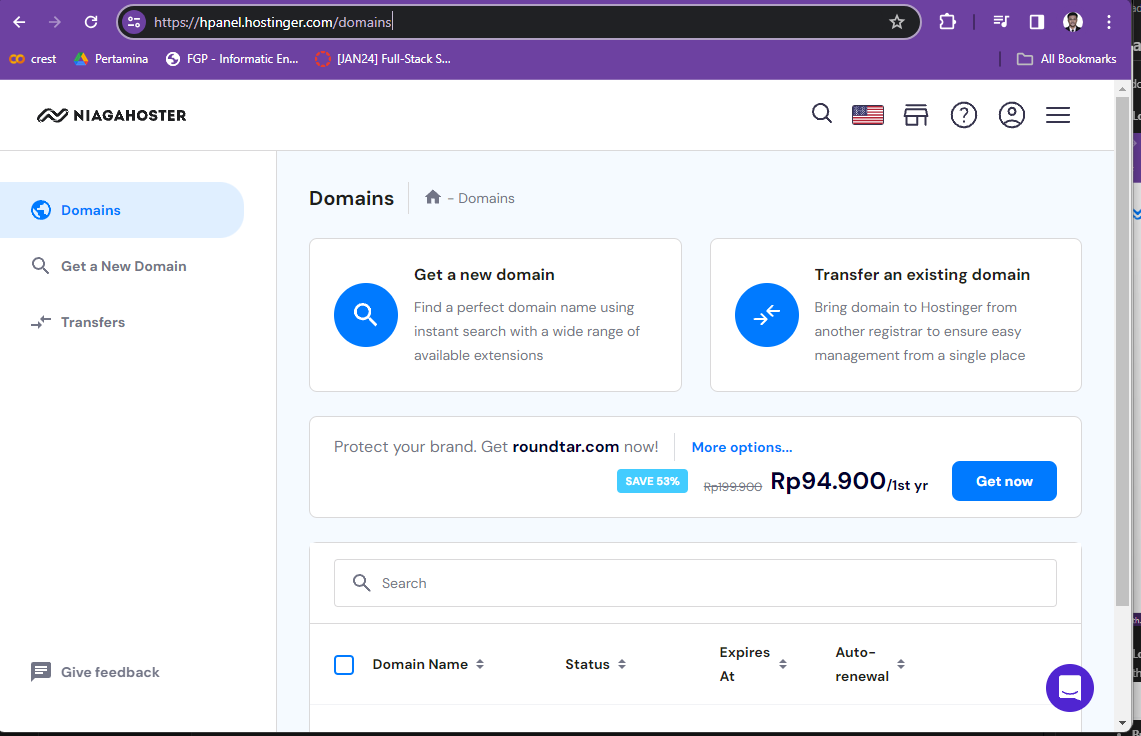 https://hpanel.hostinger.com/domains
crest
Pertamina
FGP - Informatic En...
[JAN24] Full-Stack S...
All Bookmarks
NIAGAHOSTER
Domains
Get a New Domain
Transfers
Give feedback
Domains
- Domains
Get a new domain
Find a perfect domain name using
instant search with a wide range of
available extensions
Transfer an existing domain
Bring domain to Hostinger from
another registrar to ensure easy
management from a single place
Protect your brand. Get roundtar.com now!
More options...
SAVE 53% Rp199.900 Rp94.900/1st yr
Get now
Search
Domain Name
Status
Expires
At
Auto-
renewal